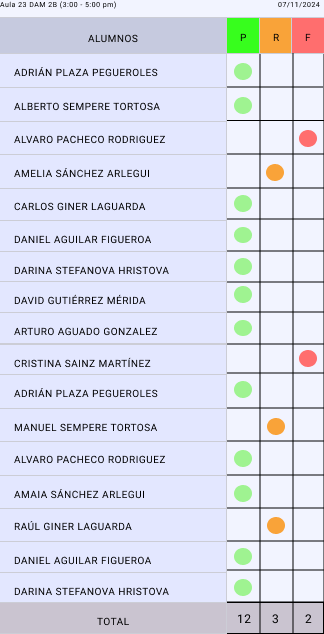 Aula 23 DAM 2B (3:00 - 5:00 pm) 07/11/2024
ALUMNOS P R F
ADRIÁN PLAZA PEGUEROLES
ALBERTO SEMPERE TORTOSA
ALVARO PACHECO RODRIGUEZ
AMELIA SÁNCHEZ ARLEGUI
CARLOS GINER LAGUARDA
DANIEL AGUILAR FIGUEROA
DARINA STEFANOVA HRISTOVA
DAVID GUTIÉRREZ MÉRIDA
ARTURO AGUADO GONZALEZ
CRISTINA SAINZ MARTÍNEZ
ADRIÁN PLAZA PEGUEROLES
MANUEL SEMPERE TORTOSA
ALVARO PACHECO RODRIGUEZ
AMAIA SÁNCHEZ ARLEGUI
RAÚL GINER LAGUARDA
DANIEL AGUILAR FIGUEROA
DARINA STEFANOVA HRISTOVA
TOTAL 12 3 2